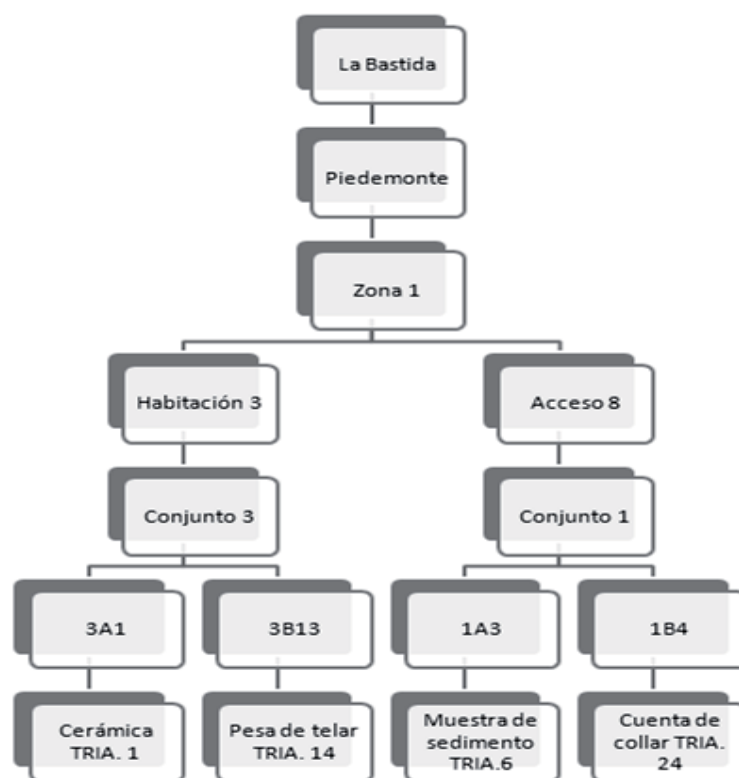 La Bastida
Piedemonte
Zona 1
Habitación 3
Acceso 8
Conjunto 3
Conjunto 1
3A1
3B13
1A3
1B4
Cerámica
TRIA. 1
Pesa de telar
TRIA. 14
Muestra de
sedimento
TRIA.6
Cuenta de
collar TRIA.
24